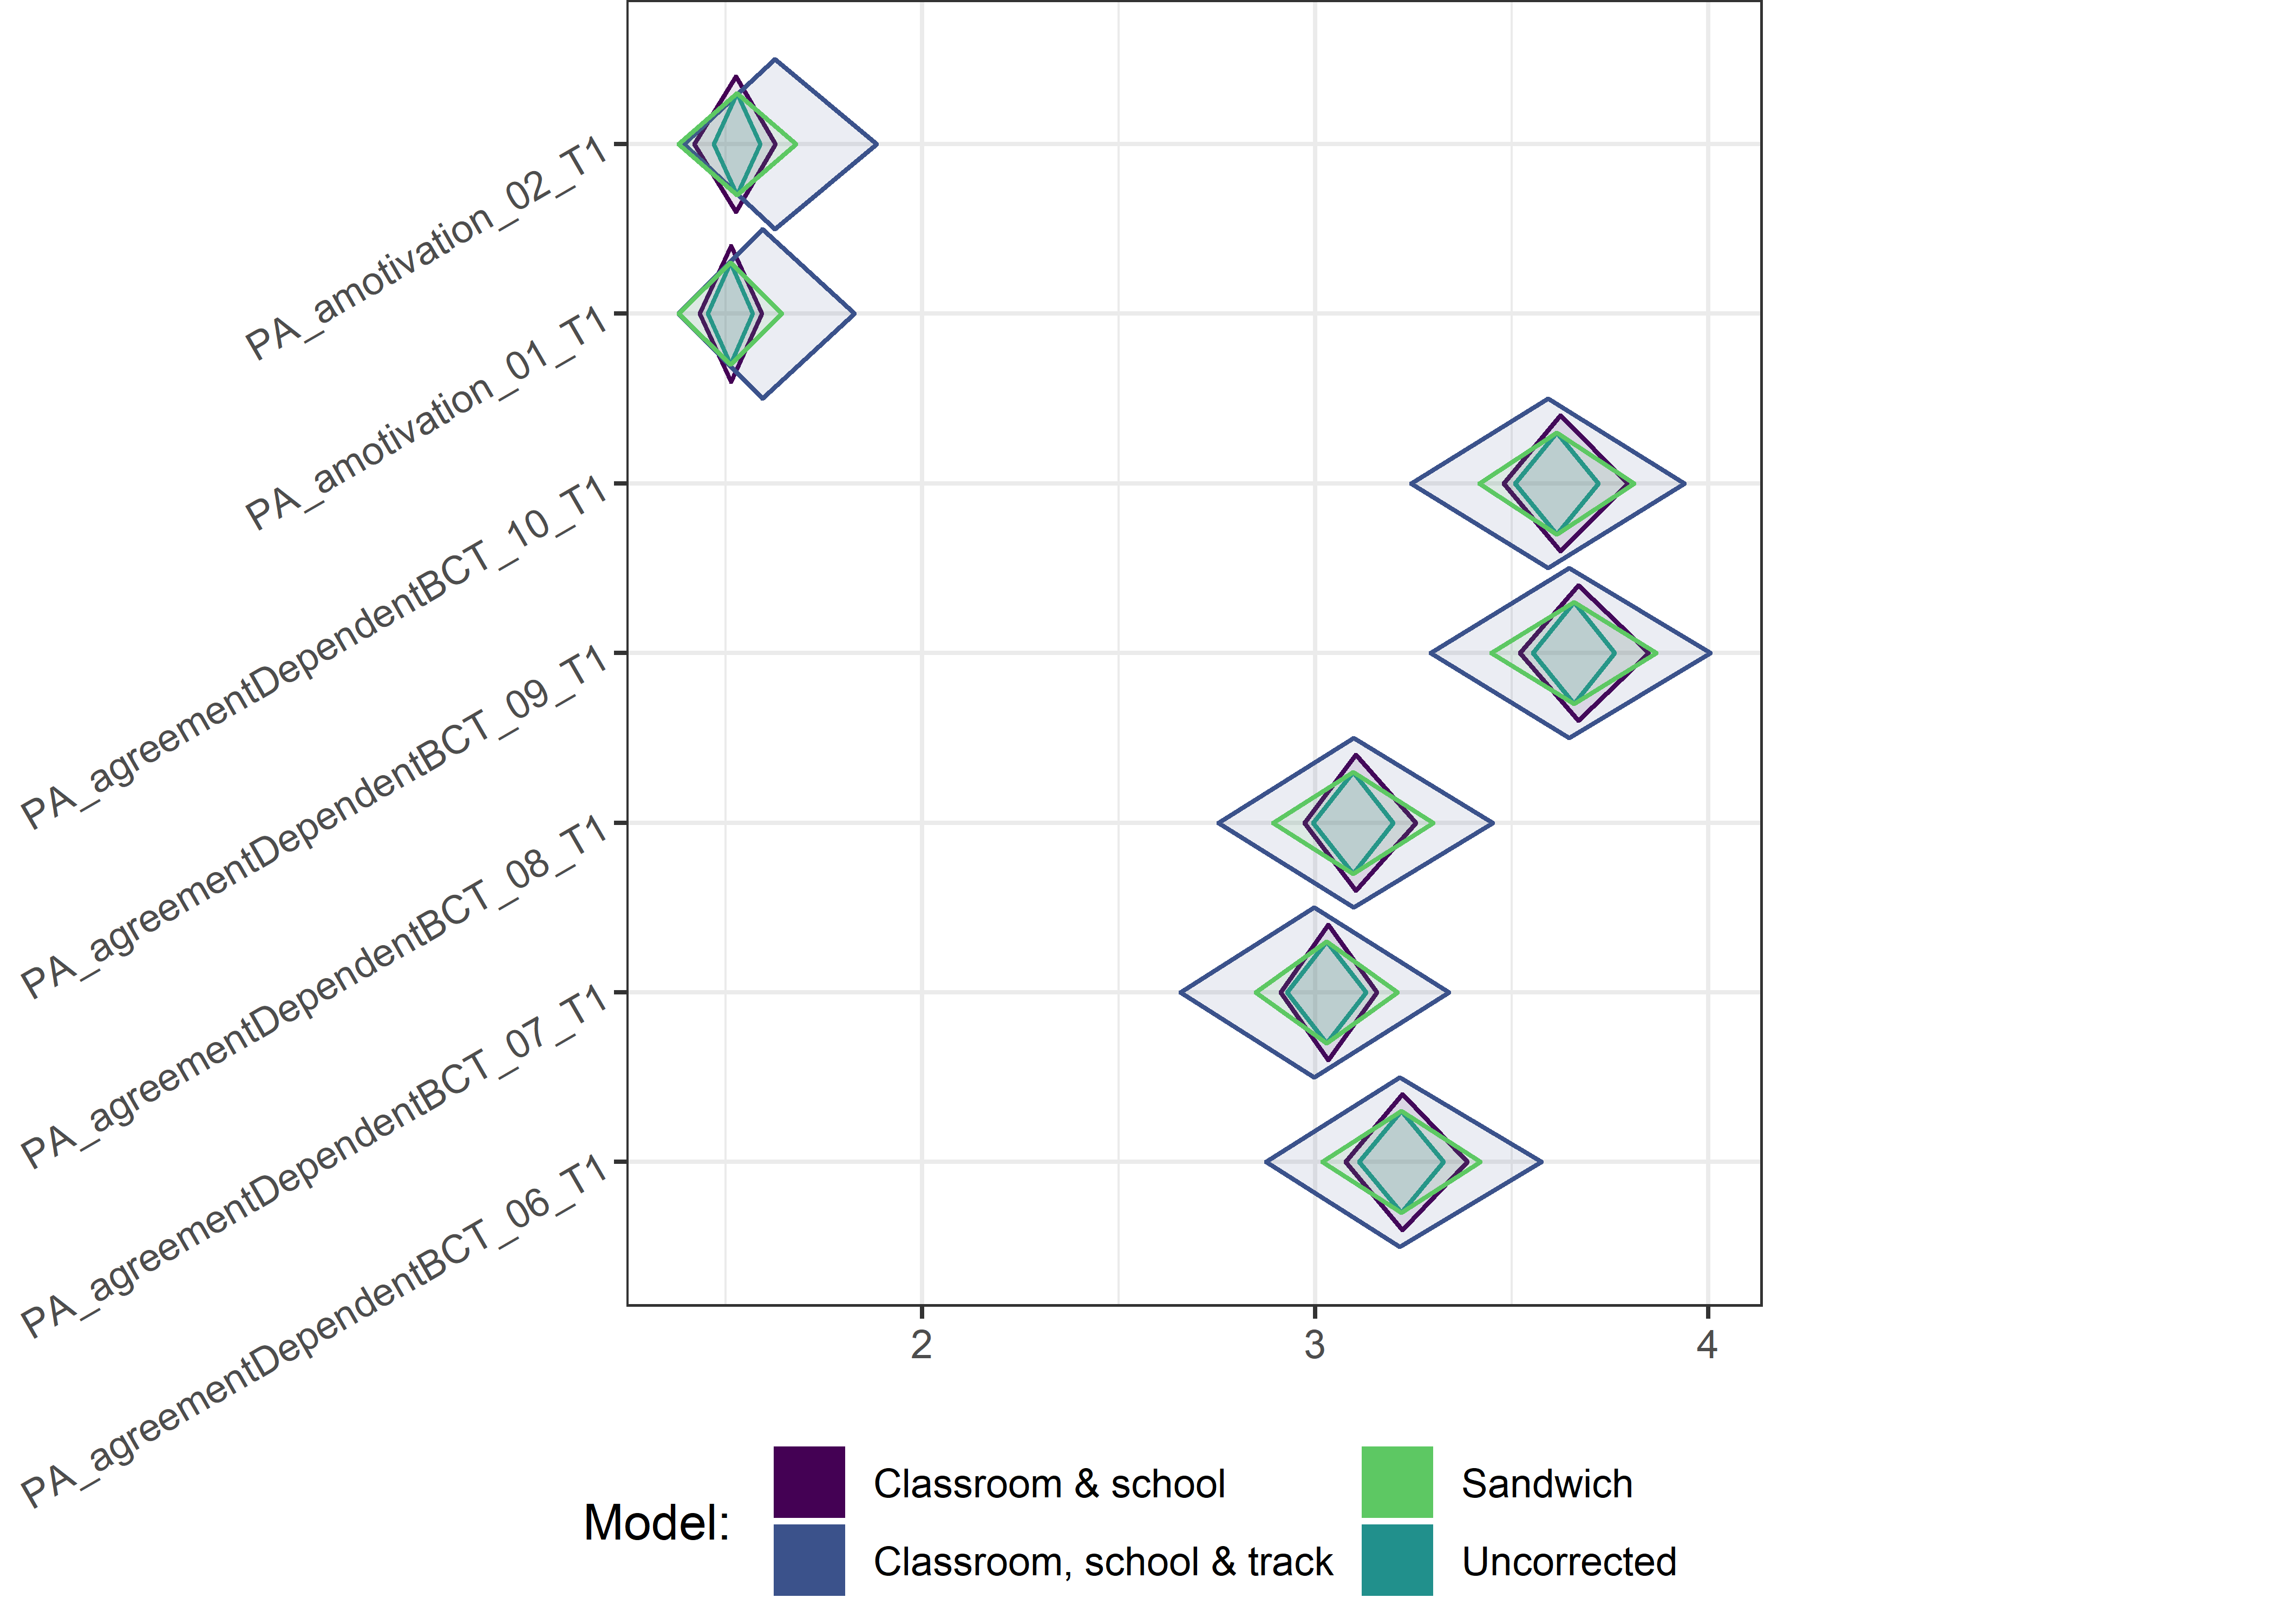 PA_amotivation_02_T1
PA_amotivation_01_T1
PA_agreementDependentBCT_10_T1
PA_agreementDependentBCT_09_T1
PA_agreementDependentBCT_08_T1
PA_agreementDependentBCT_07_T1
PA_agreementDependentBCT_06_T1
2 3 4
Model:
Classroom & school
Classroom, school & track
Sandwich
Uncorrected